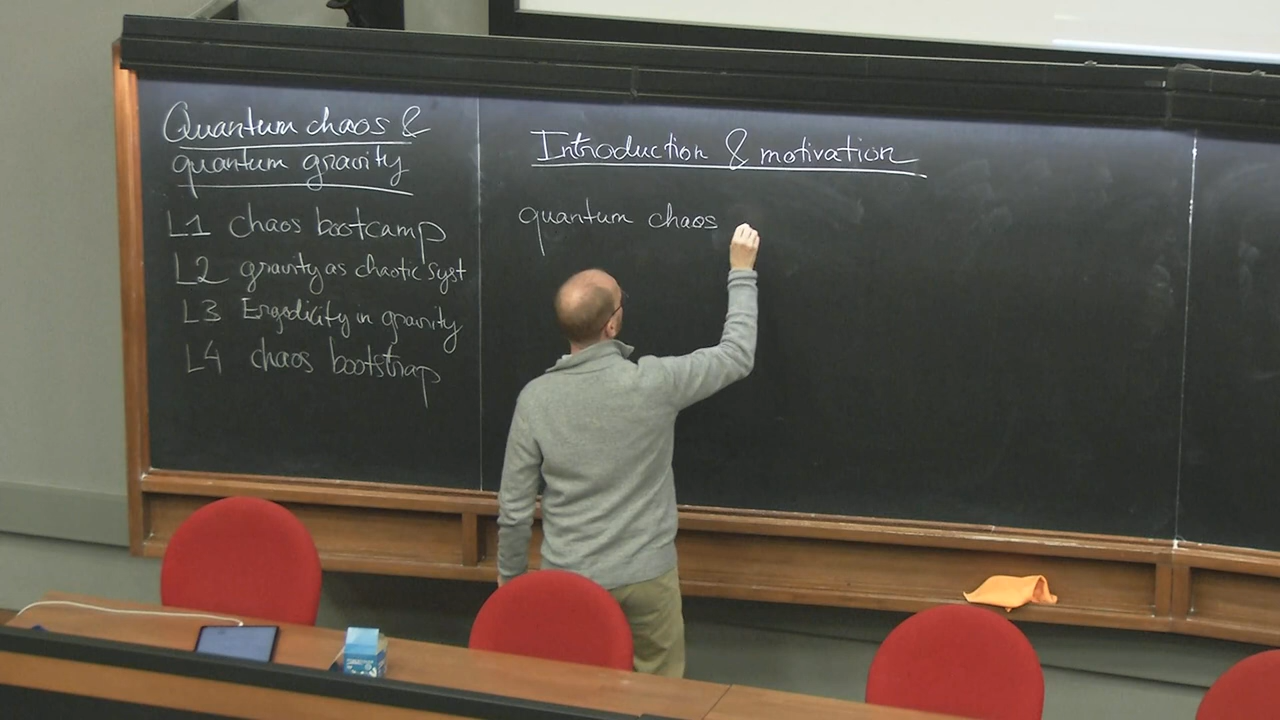 Quantum chaos &
quantum gravity
L1 chaos bootcamp
L2 gravity as chaotic syst
L3 Ergodicity in gravity
L4 chaos bootstrap
Introduction & motivation
quantum chaos